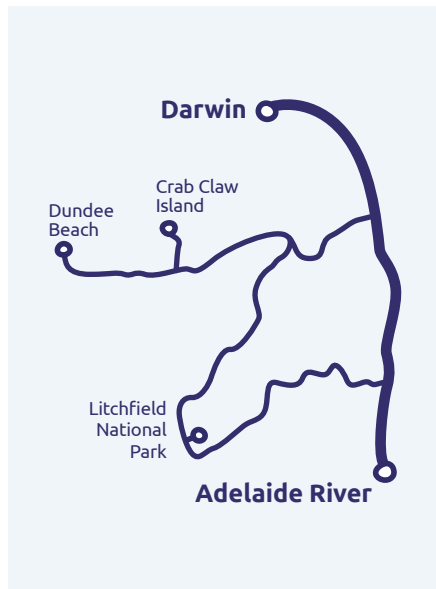 Darwin
Crab Claw
Island
Dundee
Beach
Litchfield
National
Park
Adelaide River